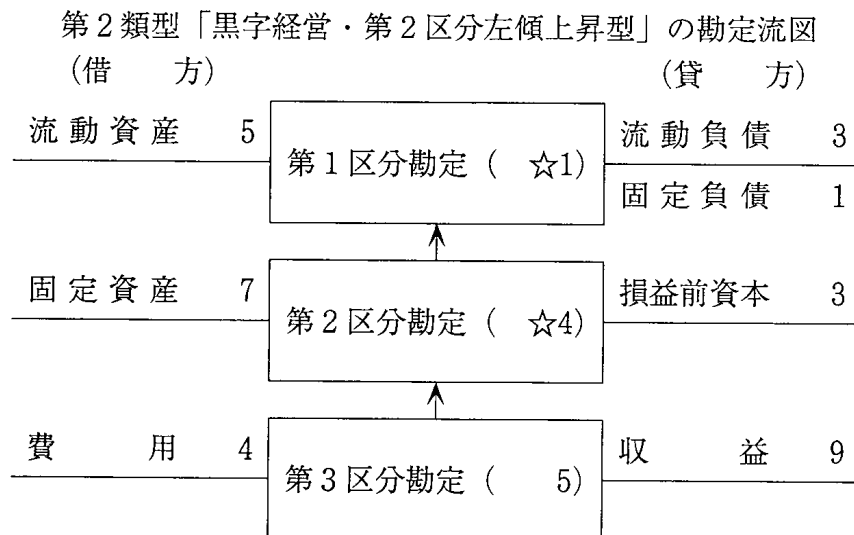 第2類型「黒字経営・第2区分左傾上昇型」の勘定流図
(借 方) (貸 方)
流動資産 5 第1区分勘定( ☆1) 流動負債 3
固定負債 1
固定資産 7 第2区分勘定( ☆4) 損益前資本 3
費 用 4 第3区分勘定( 5) 収 益 9